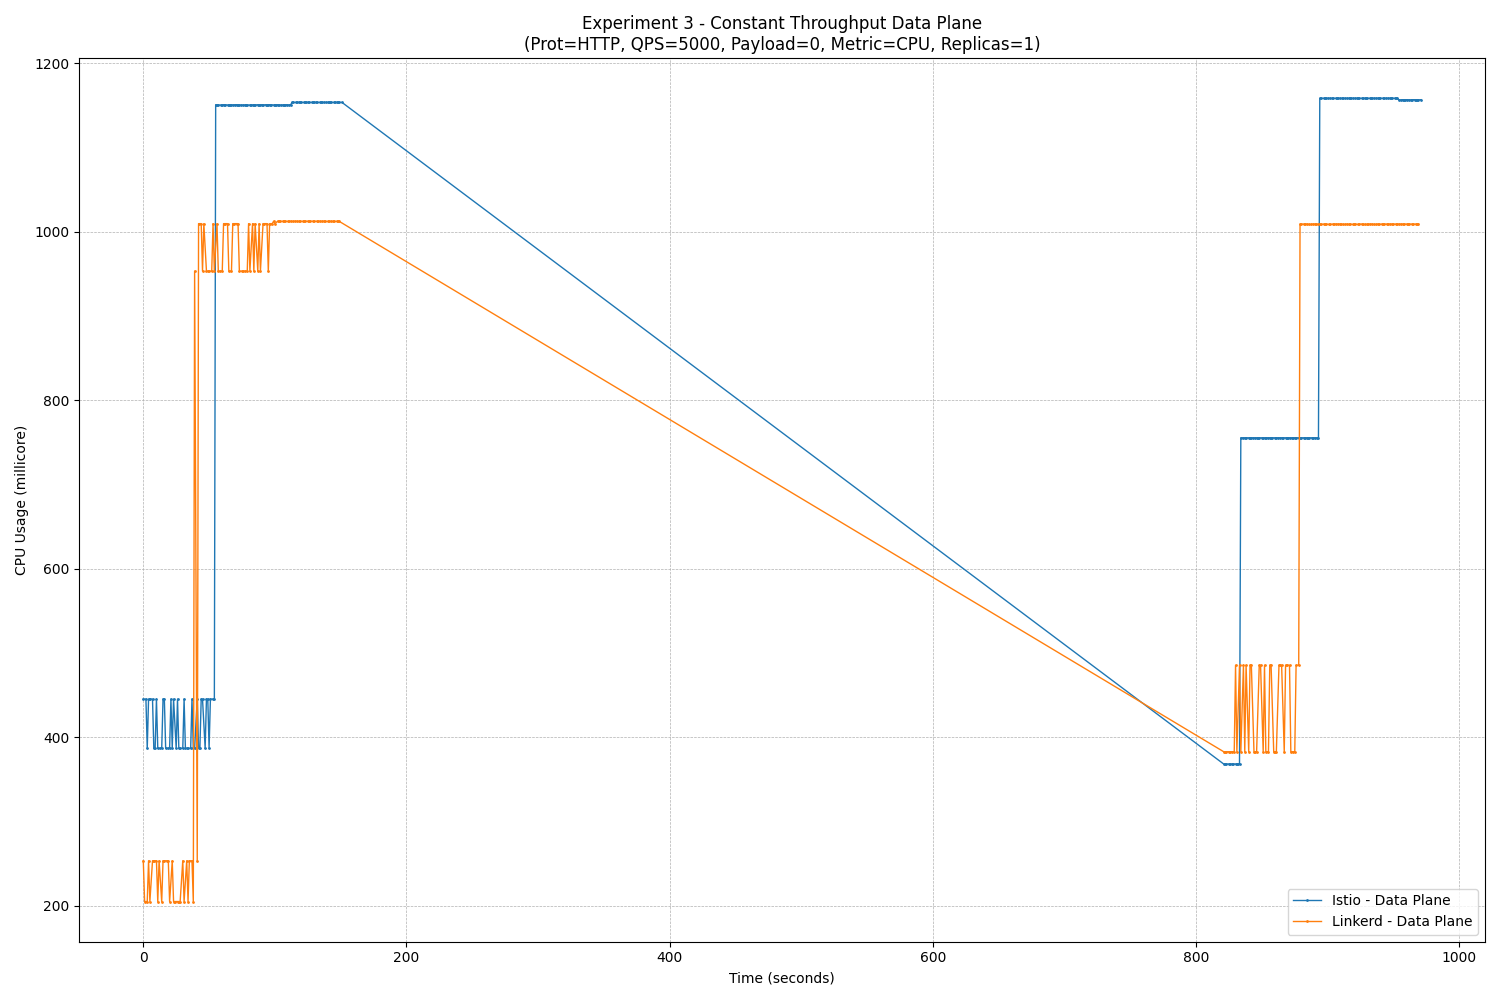 Experiment 3 - Constant Throughput Data Plane
(Prot=HTTP, QPS=5000, Payload=0, Metric=CPU, Replicas=1)
1200
1000
800
600
400
200
CPU Usage (millicore)
0 200 400 600 800 1000
Time (seconds)
Istio - Data Plane
Linkerd - Data Plane